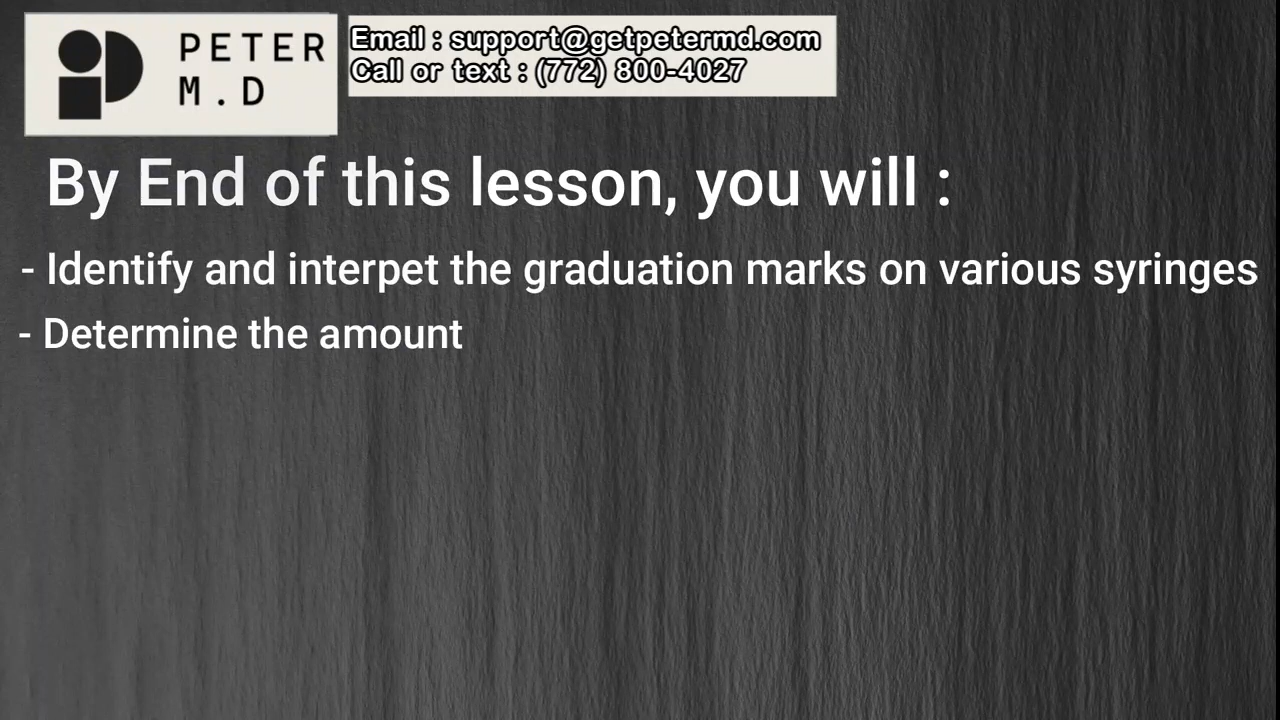 PETER
M.D
Email : support@getpetermd.com
Call or text : (772) 800-4027
By End of this lesson, you will :
- Identify and interpet the graduation marks on various syringes
- Determine the amount